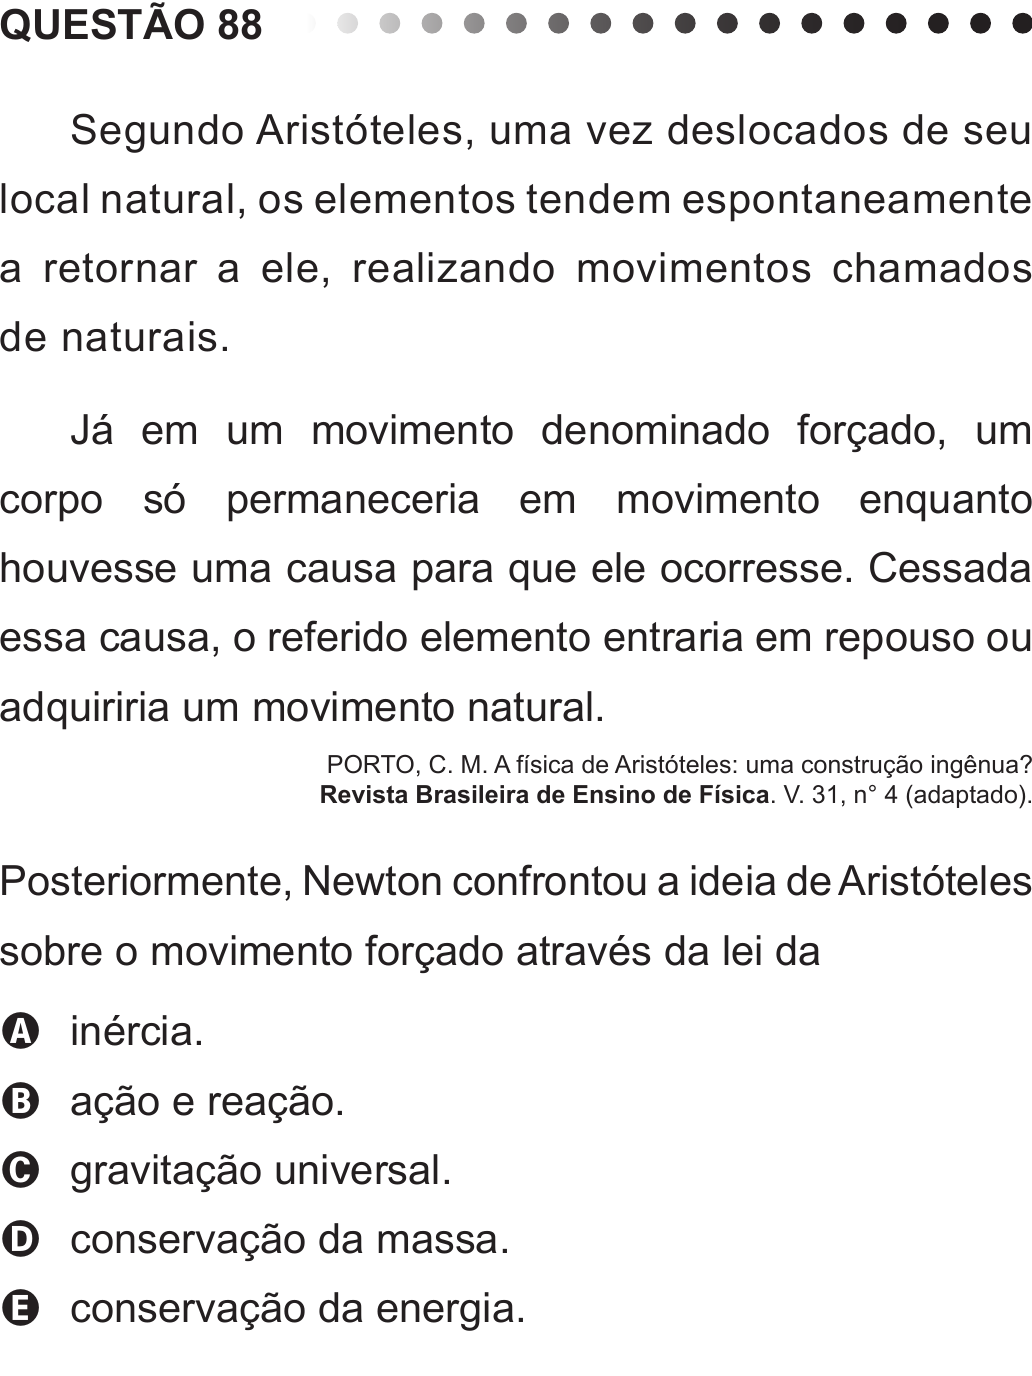 QUESTÃO 88
Segundo Aristóteles, uma vez deslocados de seu
local natural, os elementos tendem espontaneamente
a retornar a ele, realizando movimentos chamados
de naturais.
Já em um movimento denominado forçado, um
corpo só permaneceria em movimento enquanto
houvesse uma causa para que ele ocorresse. Cessada
essa causa, o referido elemento entraria em repouso ou
adquiriria um movimento natural.
PORTO, C. M. A física de Aristóteles: uma construção ingênua?
Revista Brasileira de Ensino de Física. V. 31, n° 4 (adaptado).
Posteriormente, Newton confrontou a ideia de Aristóteles
sobre o movimento forçado através da lei da
A inércia.
B ação e reação.
C gravitação universal.
D conservação da massa.
E conservação da energia.